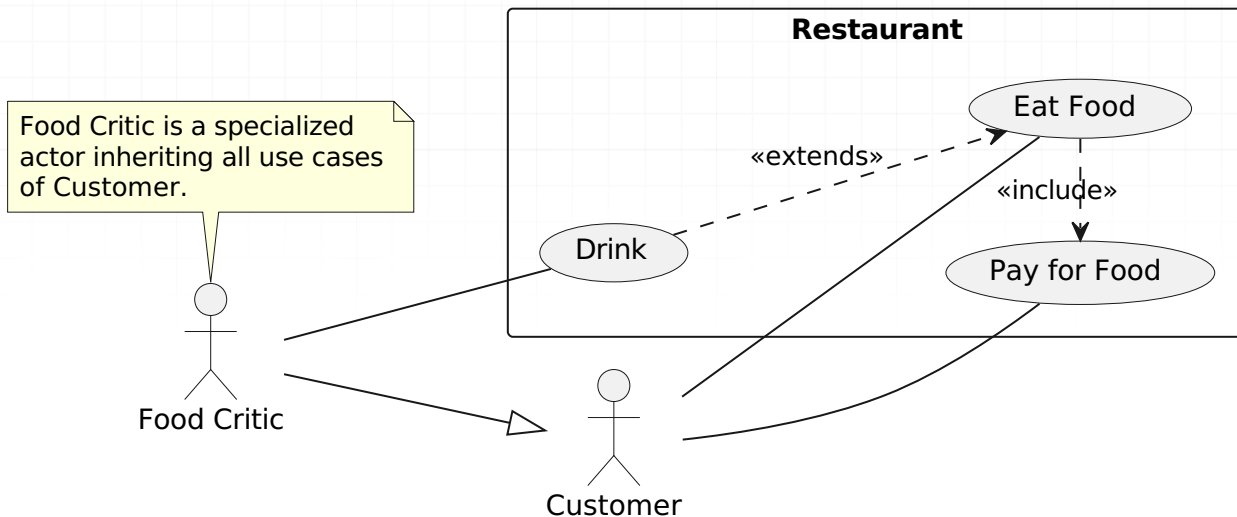 Restaurant
Eat Food
Food Critic is a specialized
actor inheriting all use cases
of Customer.
«extends»
«include»
Drink
Pay for Food
Food Critic
Customer